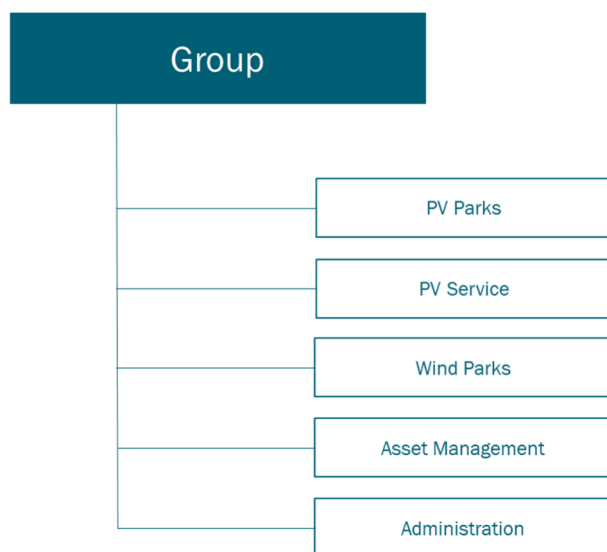 Group
PV Parks
PV Service
Wind Parks
Asset Management
Administration